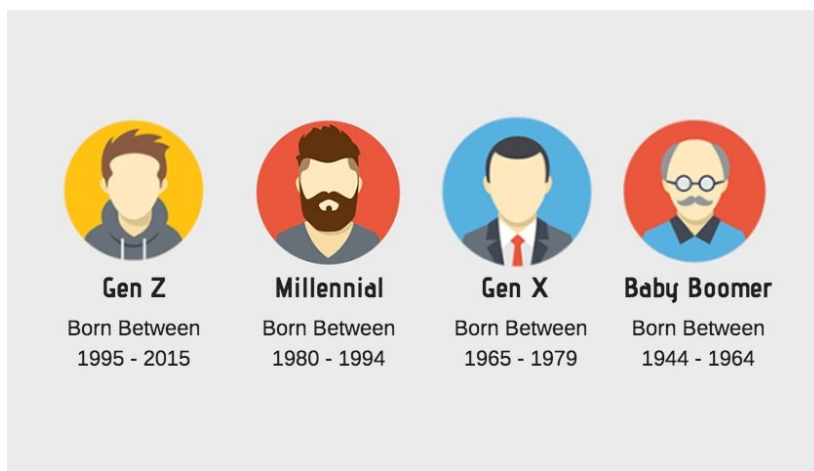 Gen Z
Born Between
1995 - 2015
Millennial
Born Between
1980 - 1994
Gen X
Born Between
1965 - 1979
Baby Boomer
Born Between
1944 - 1964